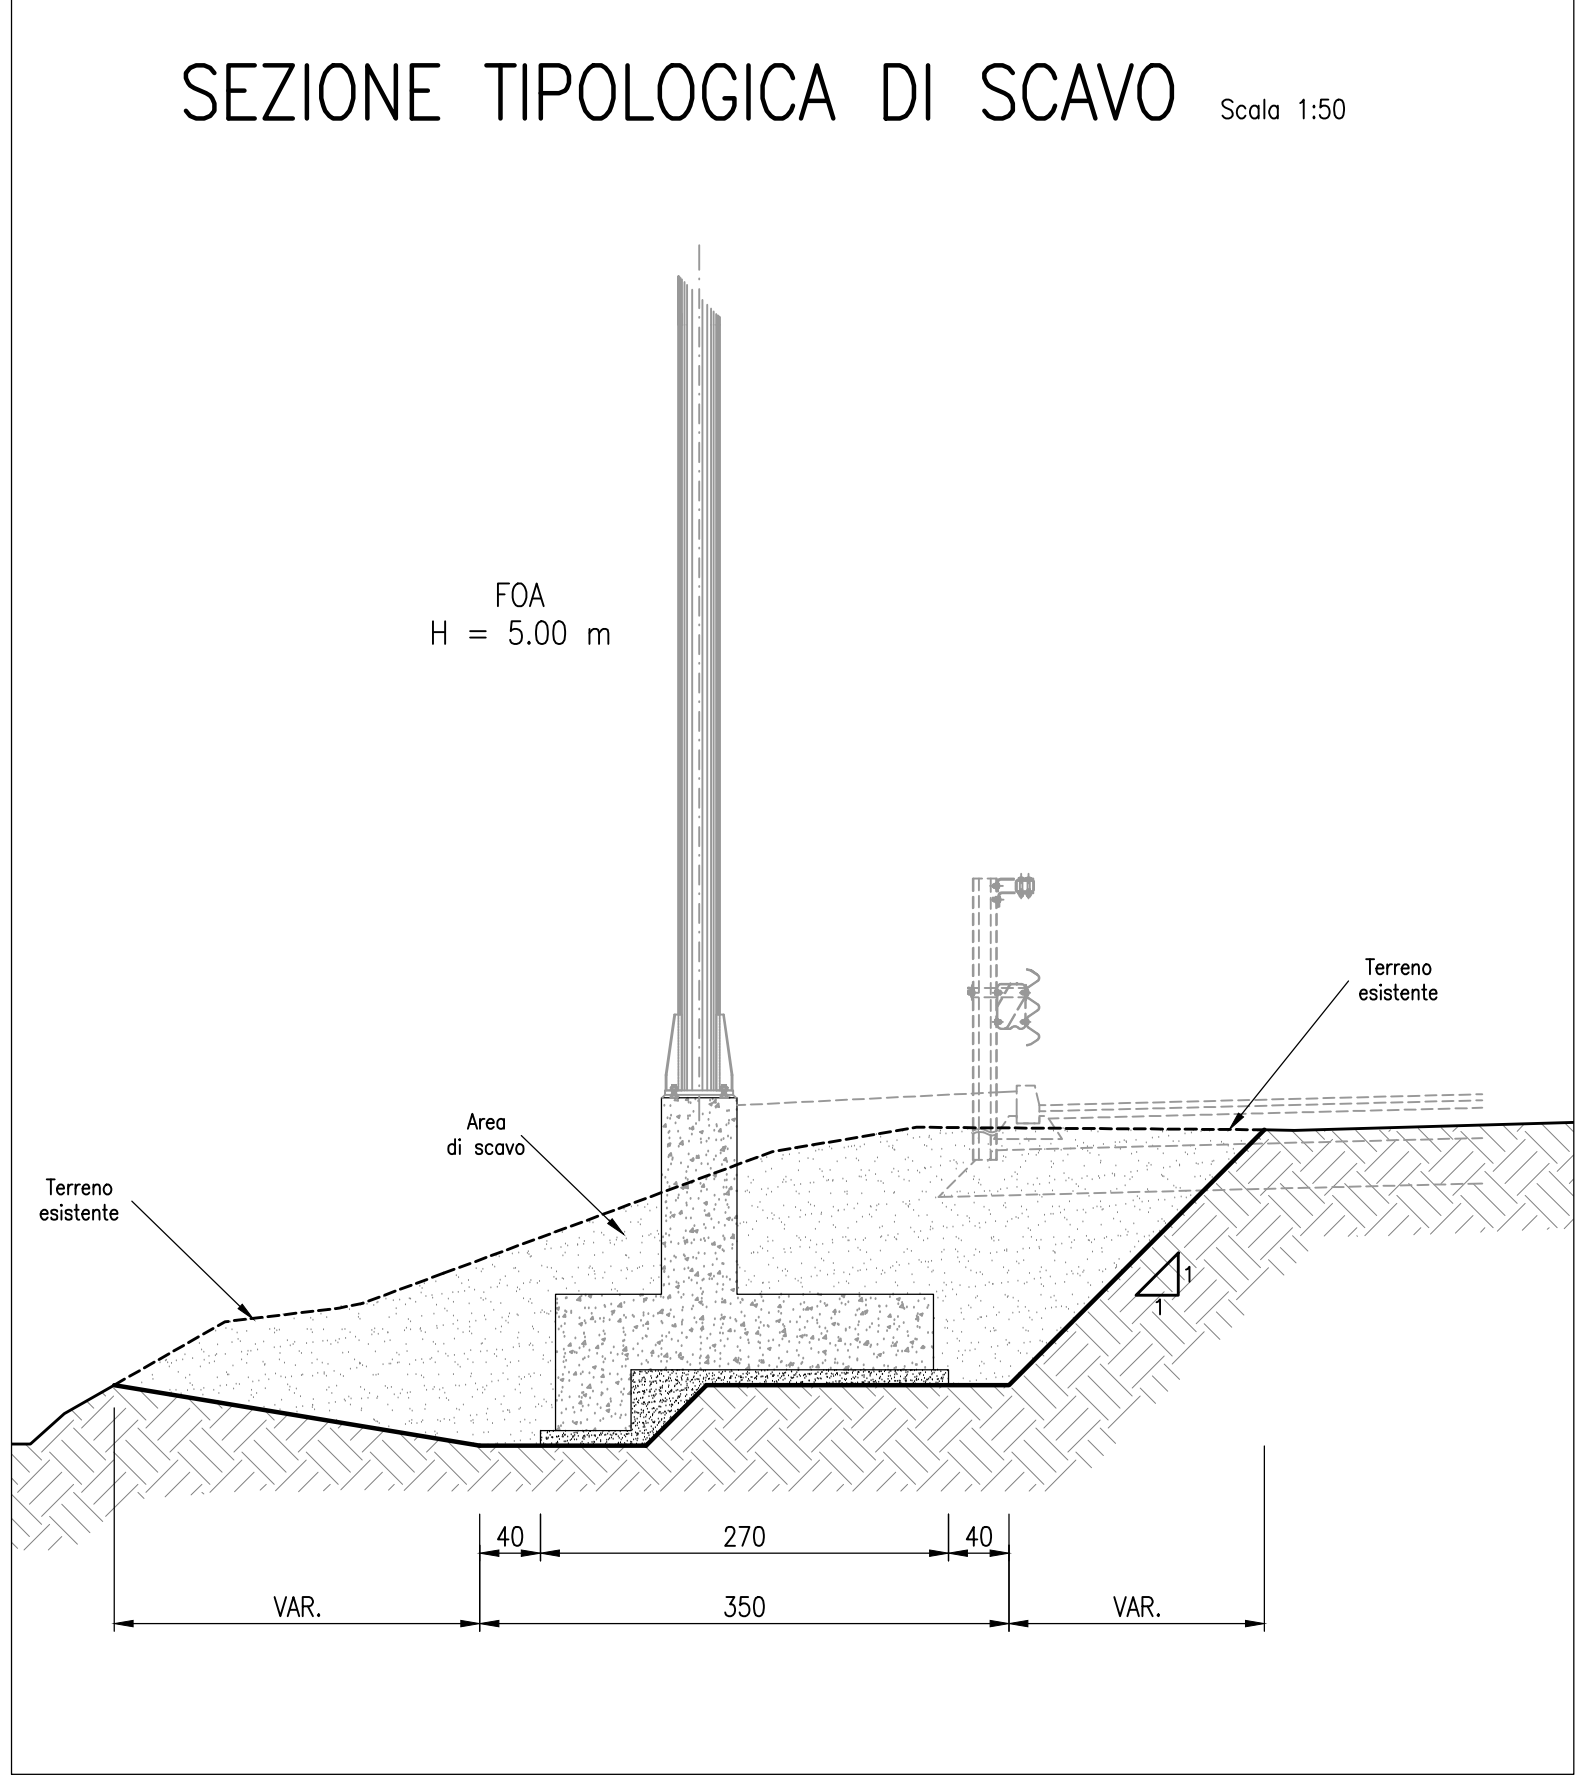 SEZIONE TIPOLOGICA DI SCAVO Scala 1:50
FOA
H = 5.00 m
Terreno
esistente
Area
di scavo
Terreno
esistente
1
1
40 270 40
VAR. 350 VAR.